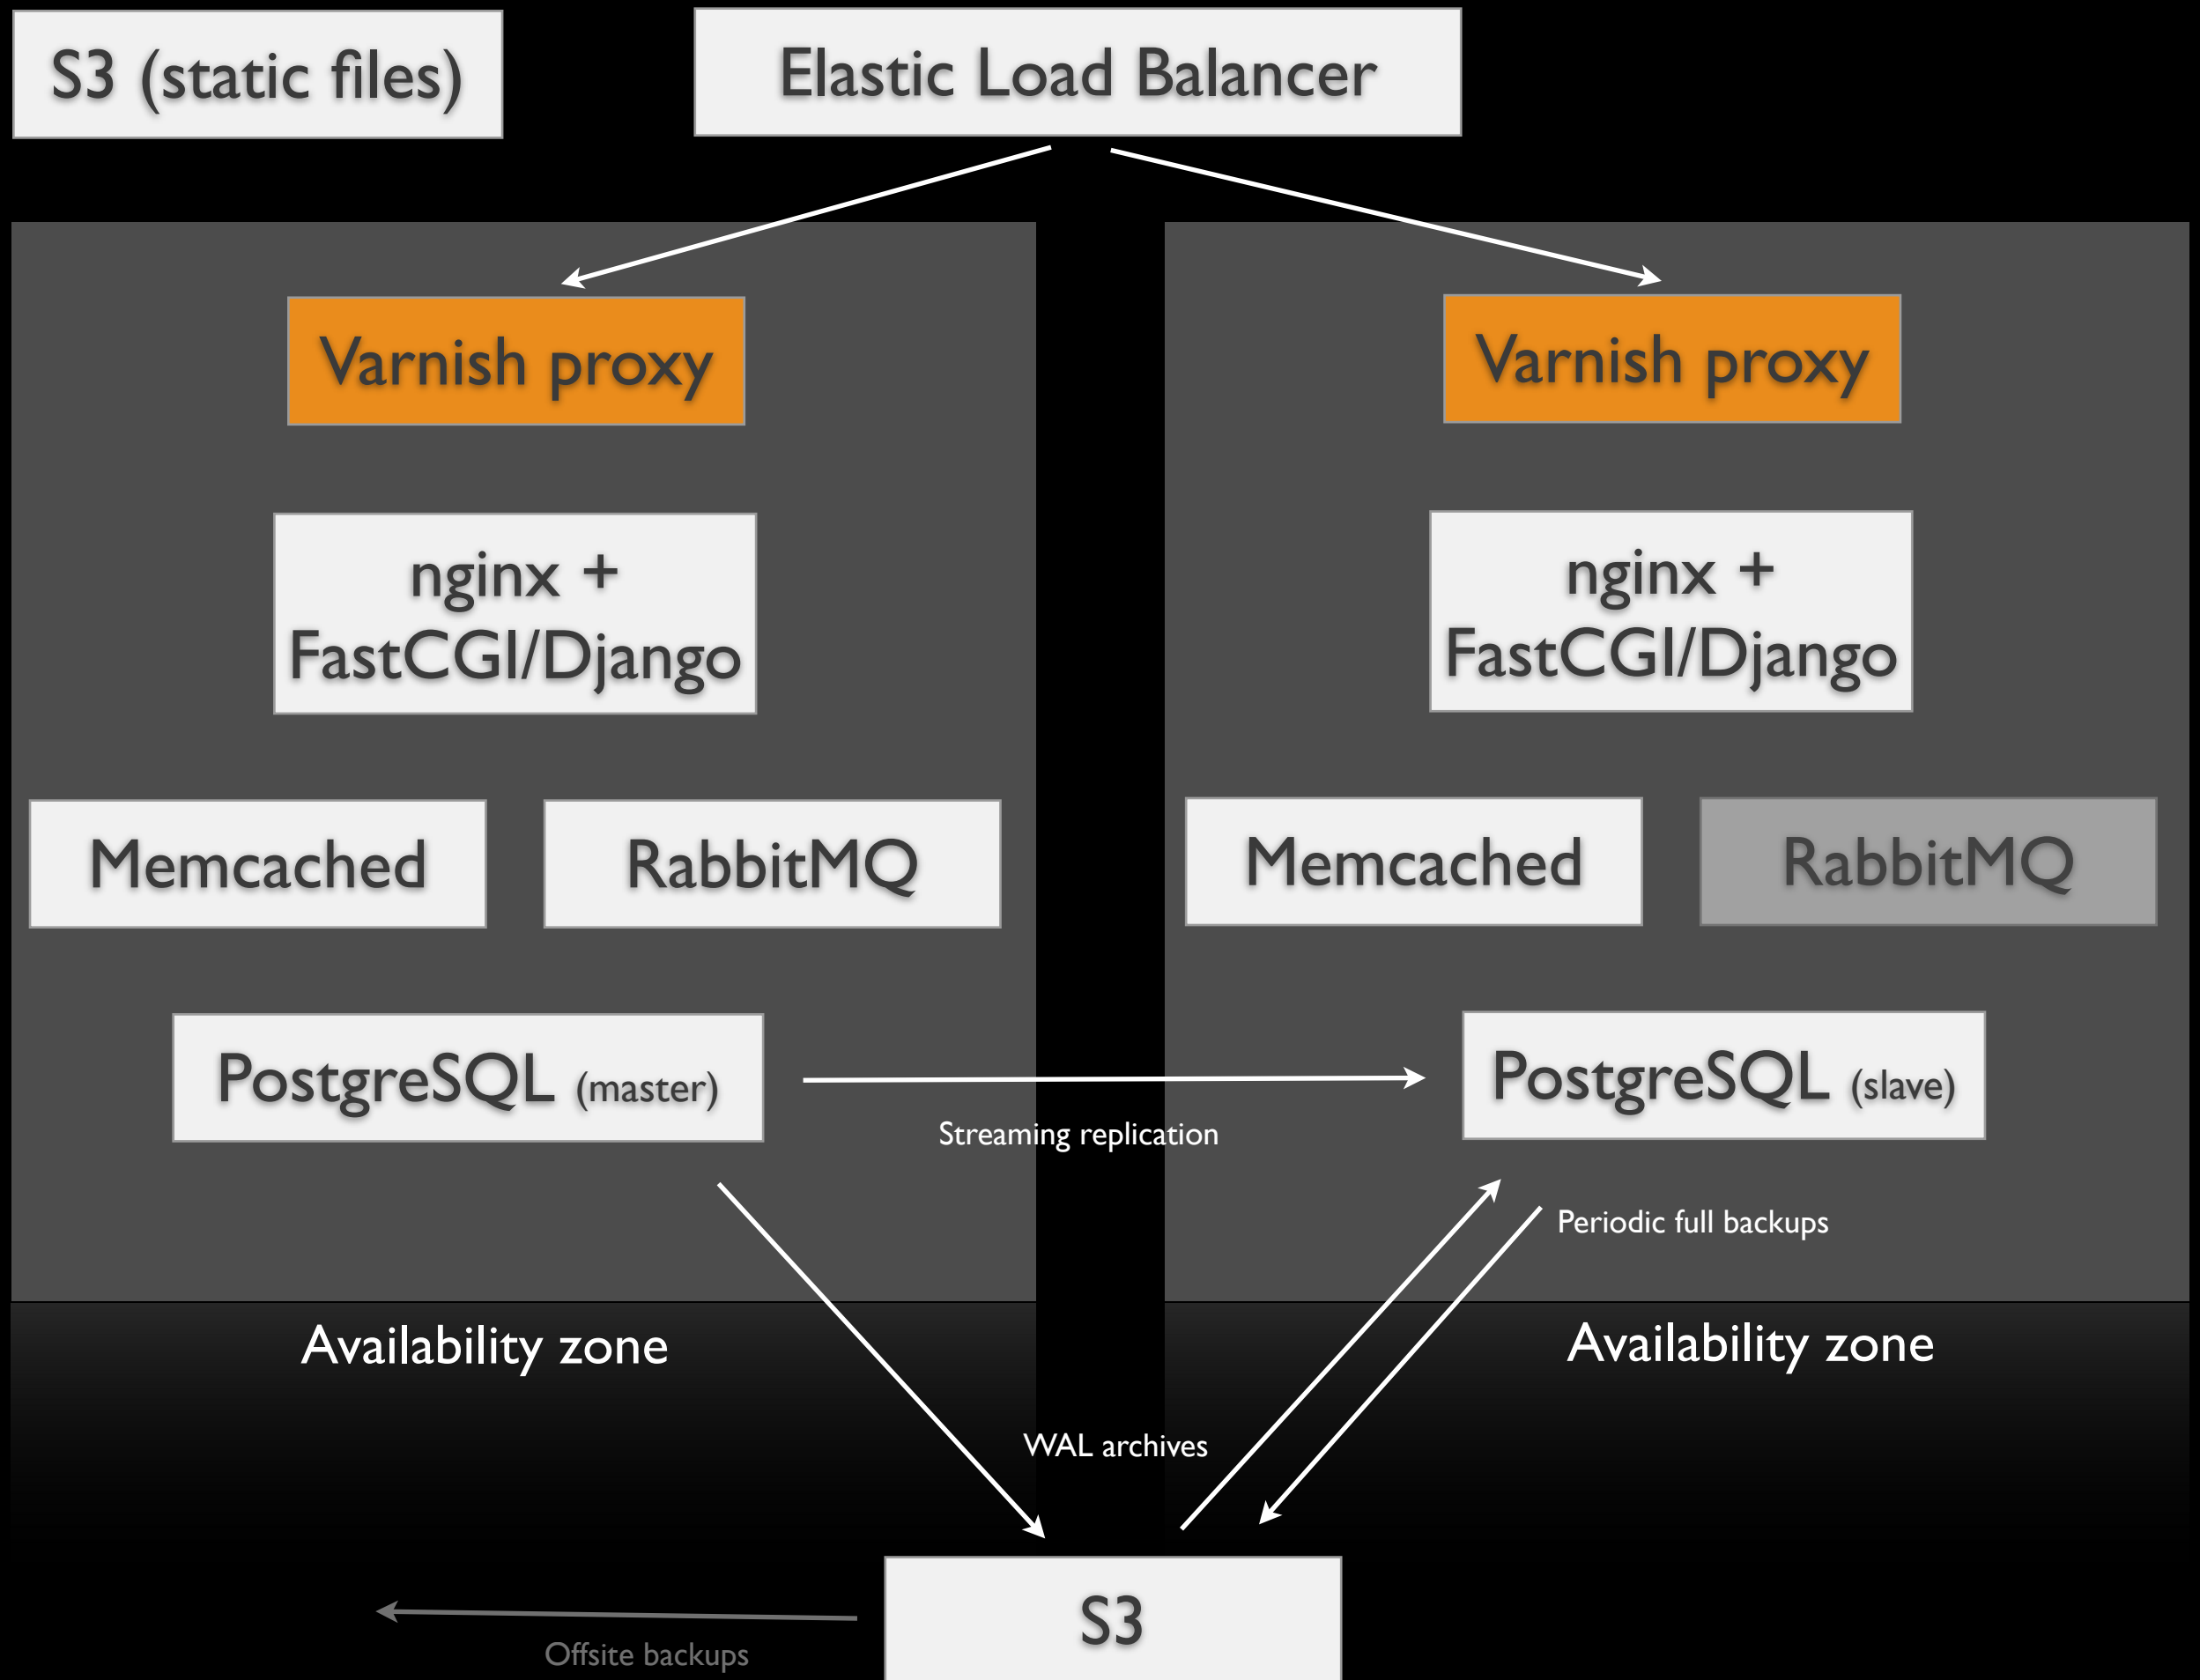 S3 (static files)
Elastic Load Balancer
Varnish proxy
Varnish proxy
nginx +
FastCGI/Django
nginx +
FastCGI/Django
Memcached
RabbitMQ
Memcached
RabbitMQ
PostgreSQL (master)
Streaming replication
PostgreSQL (slave)
Periodic full backups
Availability zone
Availability zone
WAL archives
S3
Offsite backups